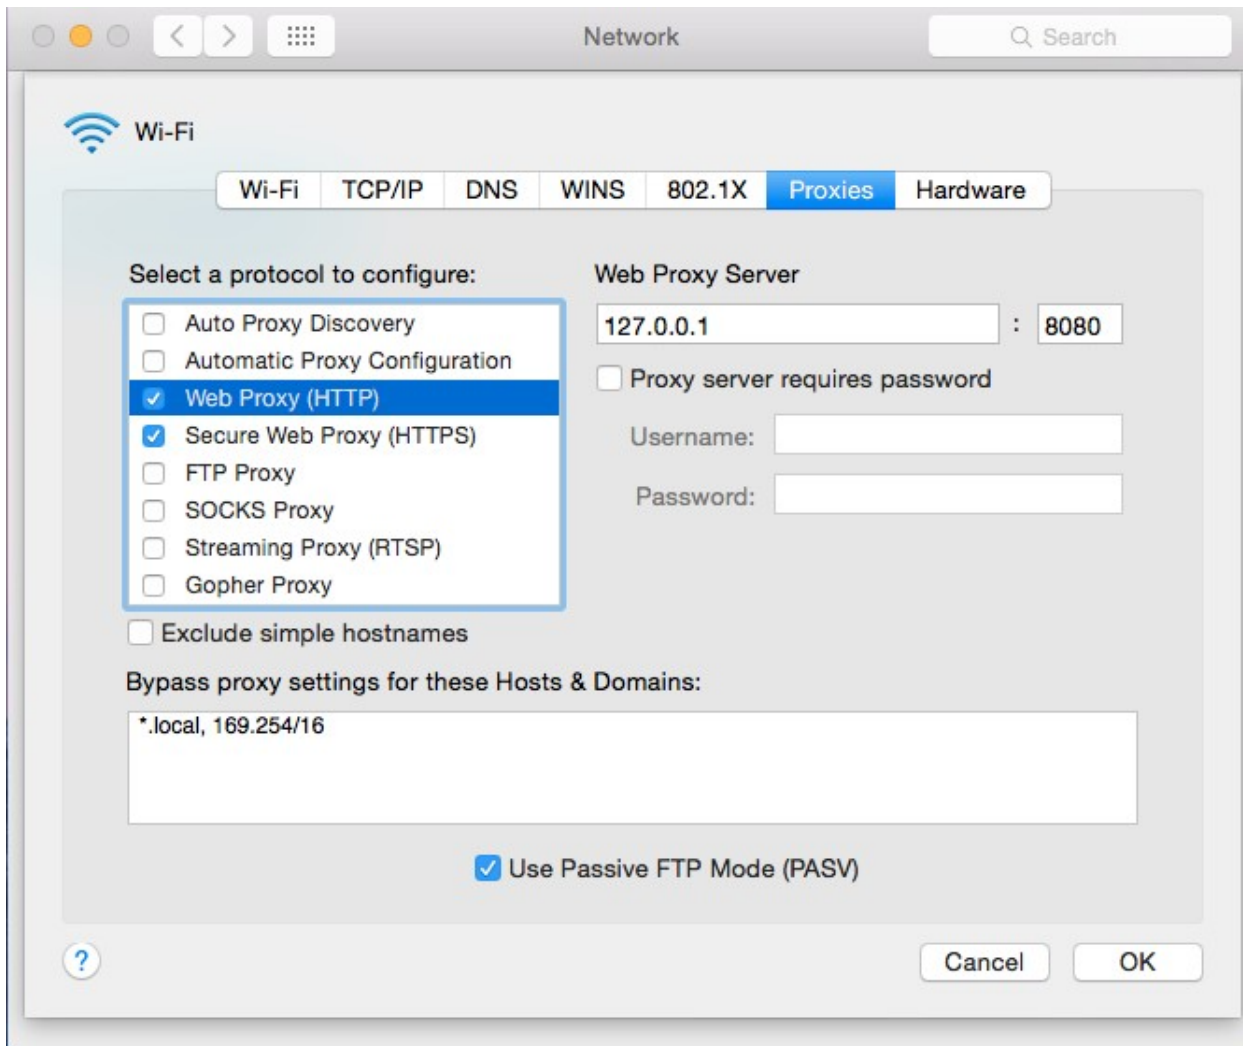 Network
Search
Wi-Fi
Wi-Fi TCP/IP DNS WINS 802.1X Proxies Hardware
Select a protocol to configure:
Auto Proxy Discovery
Automatic Proxy Configuration
Web Proxy (HTTP)
Secure Web Proxy (HTTPS)
FTP Proxy
SOCKS Proxy
Streaming Proxy (RTSP)
Gopher Proxy
Web Proxy Server
127.0.0.1 : 8080
Proxy server requires password
Username:
Password:
Exclude simple hostnames
Bypass proxy settings for these Hosts & Domains:
*.local, 169.254/16
Use Passive FTP Mode (PASV)
?
Cancel OK